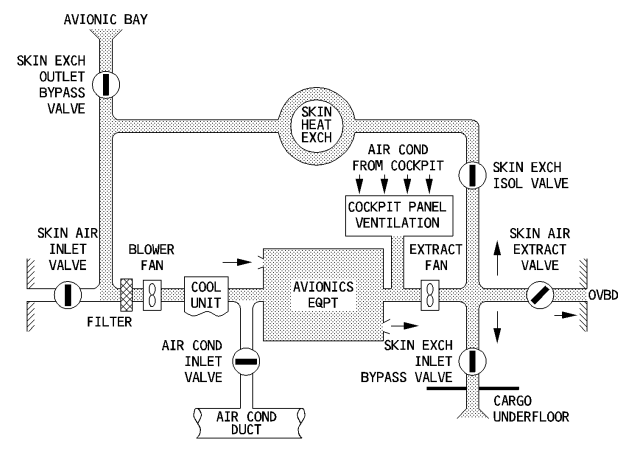 AVIONIC BAY
SKIN EXCH
OUTLET
BYPASS
VALVE
SKIN
HEAT
EXCH
AIR COND
FROM COCKPIT
SKIN EXCH
ISOL VALVE
COCKPIT PANEL
VENTILATION
SKIN AIR
INLET
VALVE
BLOWER
FAN
EXTRACT
FAN
SKIN AIR
EXTRACT
VALVE
COOL
UNIT
AVIONICS
EQPT
OVBD
FILTER
AIR COND
INLET
VALVE
SKIN EXCH
INLET
BYPASS VALVE
AIR COND
DUCT
CARGO
UNDERFLOOR